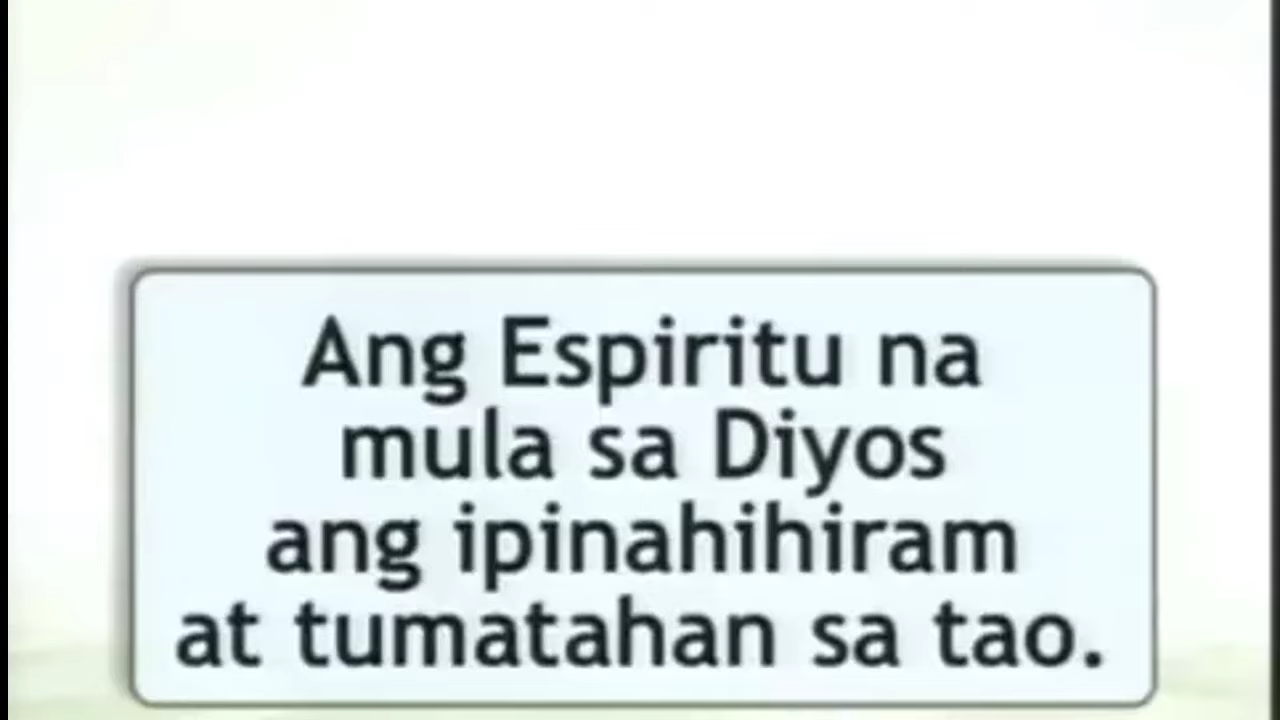 Ang Espiritu na
mula sa Diyos
ang ipinahihiram
at tumatahan sa tao.